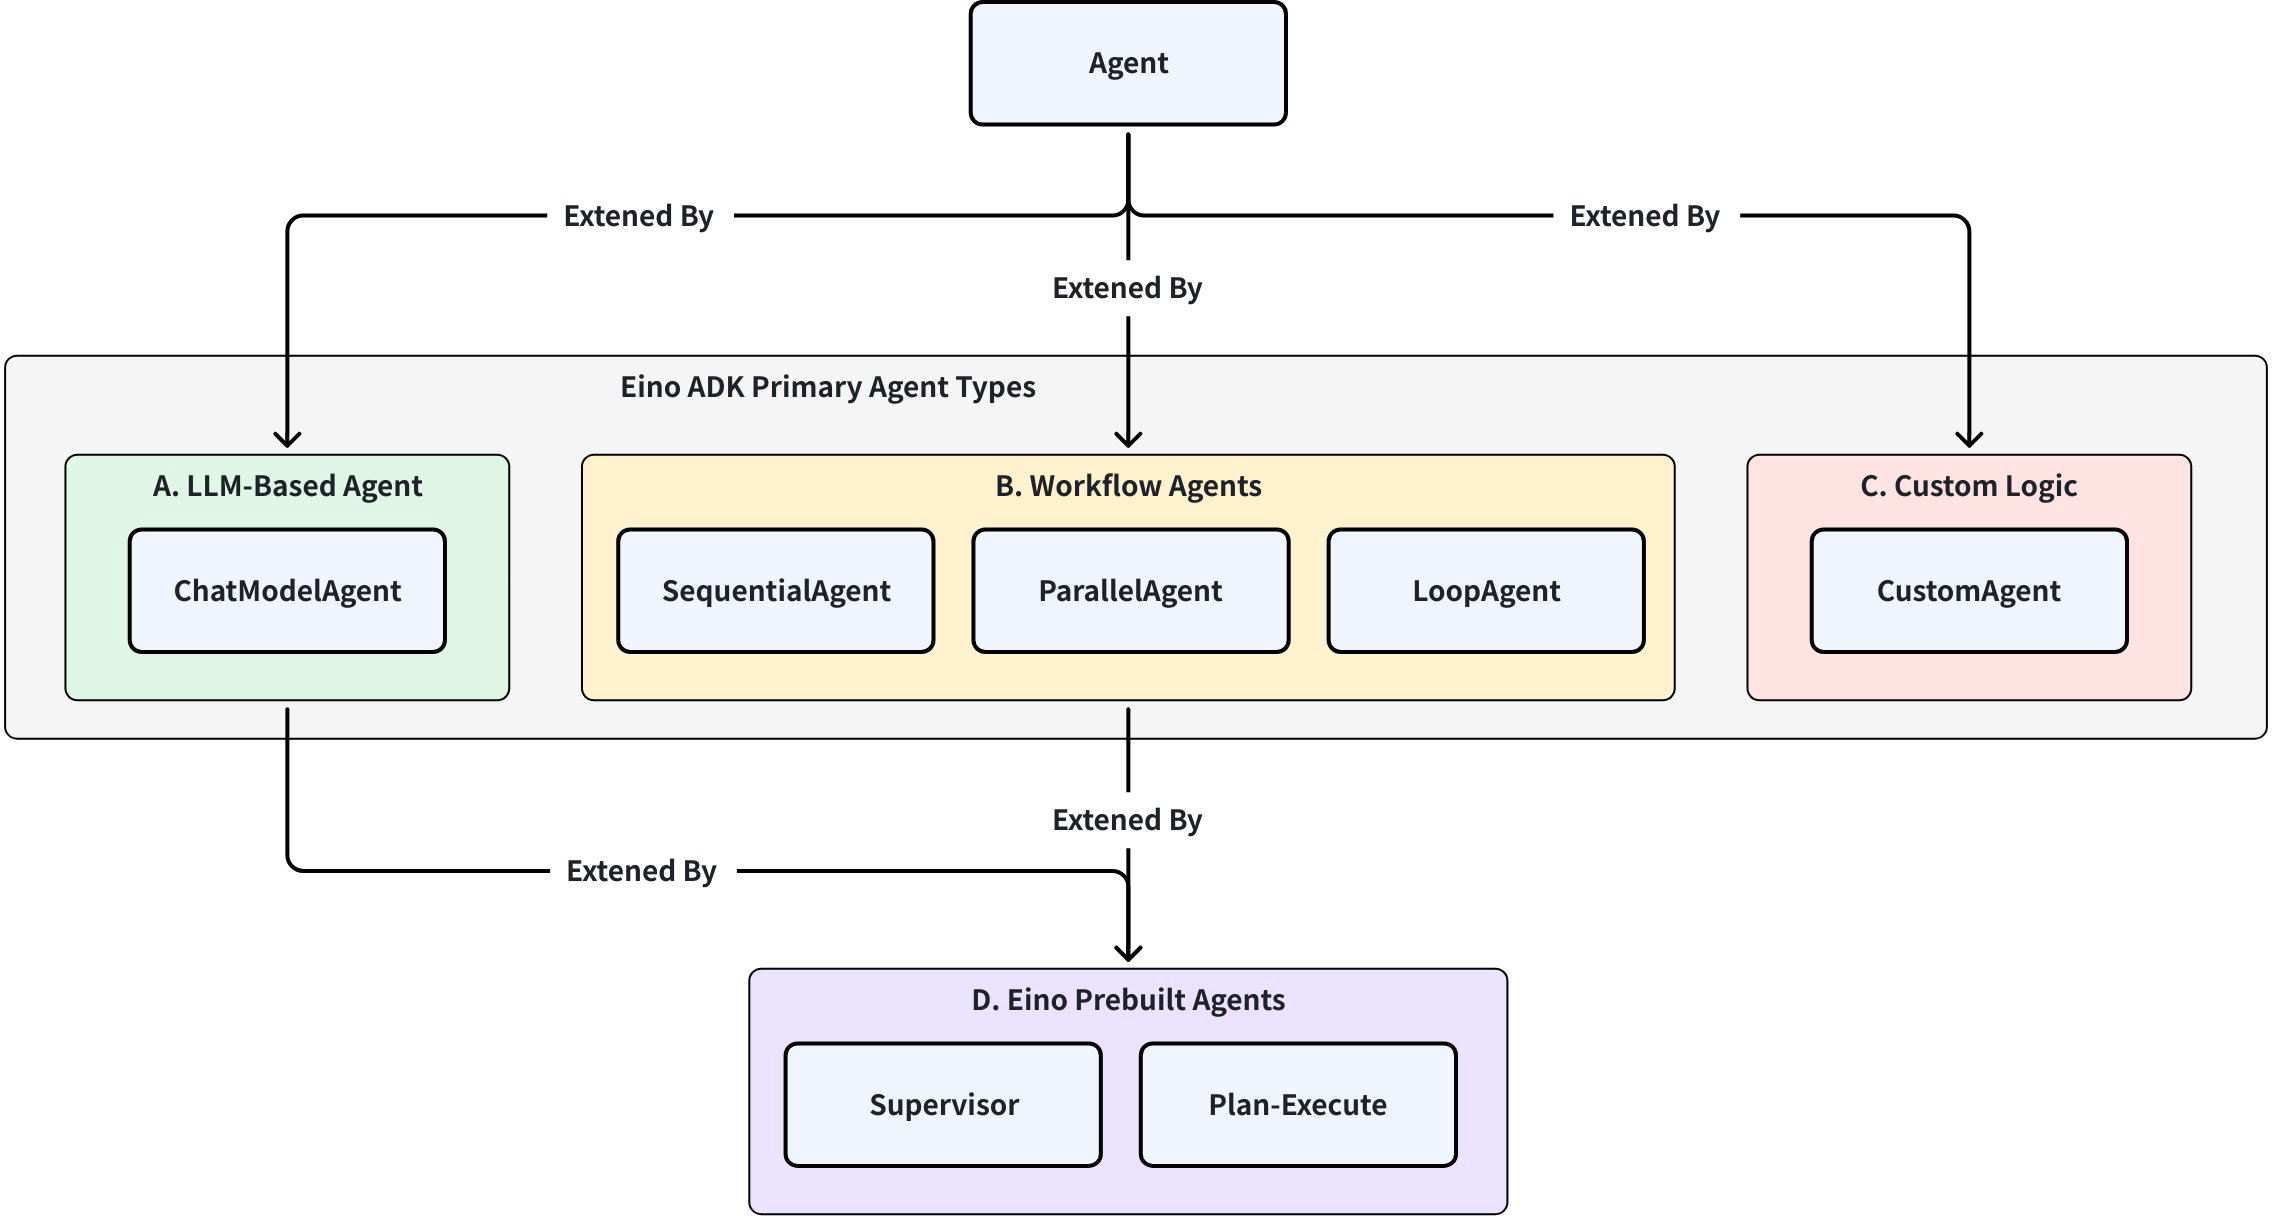 Agent
Extened By
Extened By
Extened By
Eino ADK Primary Agent Types
A. LLM-Based Agent
ChatModelAgent
B. Workflow Agents
SequentialAgent
ParallelAgent
LoopAgent
C. Custom Logic
CustomAgent
Extened By
Extened By
D. Eino Prebuilt Agents
Supervisor
Plan-Execute